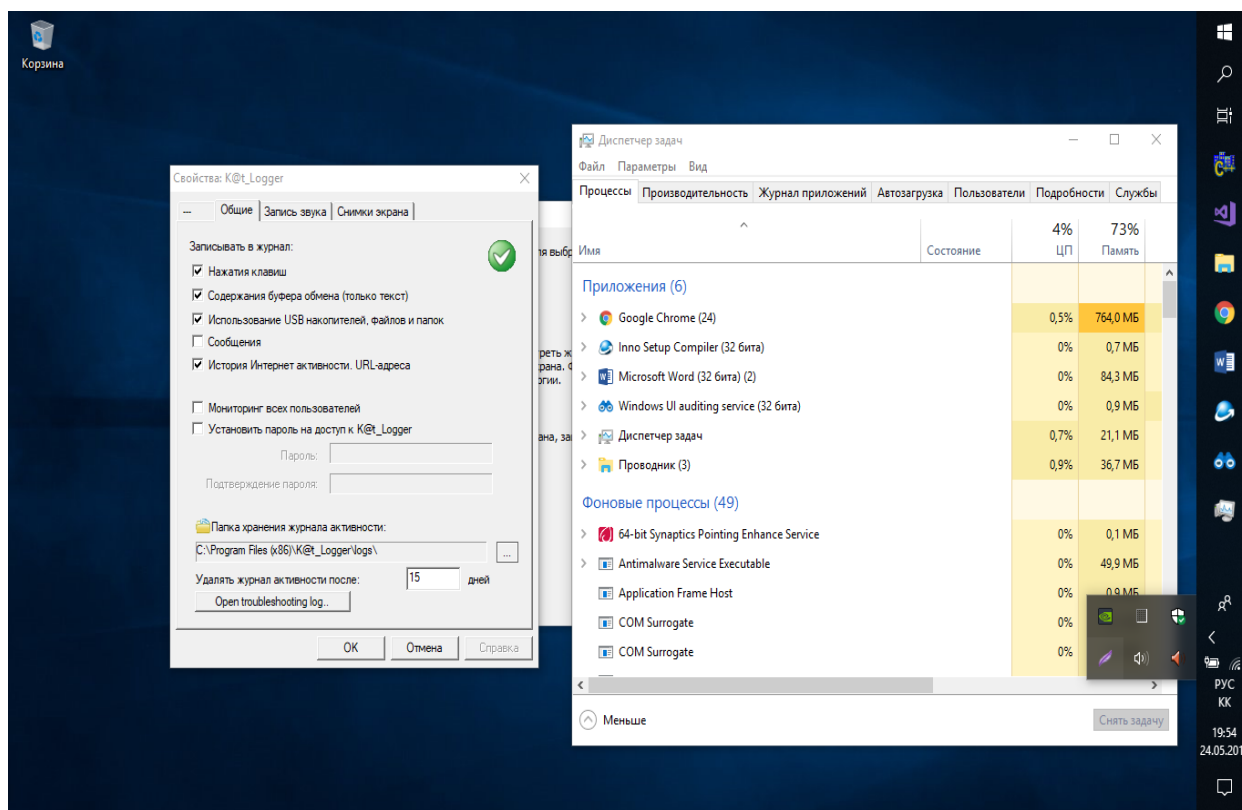 Корзина
Свойства: K@t_Logger
---
Общие
Запись звука
Снимки экрана
Записывать в журнал:
Нажатия клавиш
Содержания буфера обмена (только текст)
Использование USB накопителей, файлов и папок
Сообщения
История Интернет активности. URL-адреса
Мониторинг всех пользователей
Установить пароль на доступ к K@t_Logger
Пароль:
Подтверждение пароля:
Папка хранения журнала активности:
C:\Program Files (x86)\K@t_Logger\logs\
...
Удалять журнал активности после: 15 дней
Open troubleshooting log..
OK
Отмена
Справка
Диспетчер задач
Файл Параметры Вид
Процессы Производительность Журнал приложений Автозагрузка Пользователи Подробности Службы
4% 73%
Имя Состояние ЦП Память
Приложения (6)
Google Chrome (24) 0,5% 764,0 МБ
Inno Setup Compiler (32 бита) 0% 0,7 МБ
Microsoft Word (32 бита) (2) 0% 84,3 МБ
Windows UI auditing service (32 бита) 0% 0,9 МБ
Диспетчер задач 0,7% 21,1 МБ
Проводник (3) 0,9% 36,7 МБ
Фоновые процессы (49)
64-bit Synaptics Pointing Enhance Service 0% 0,1 МБ
Antimalware Service Executable 0% 49,9 МБ
Application Frame Host 0% 0,9 МБ
COM Surrogate 0%
COM Surrogate 0%
Меньше
Снять задачу
РУС
КК
19:54
24.05.201